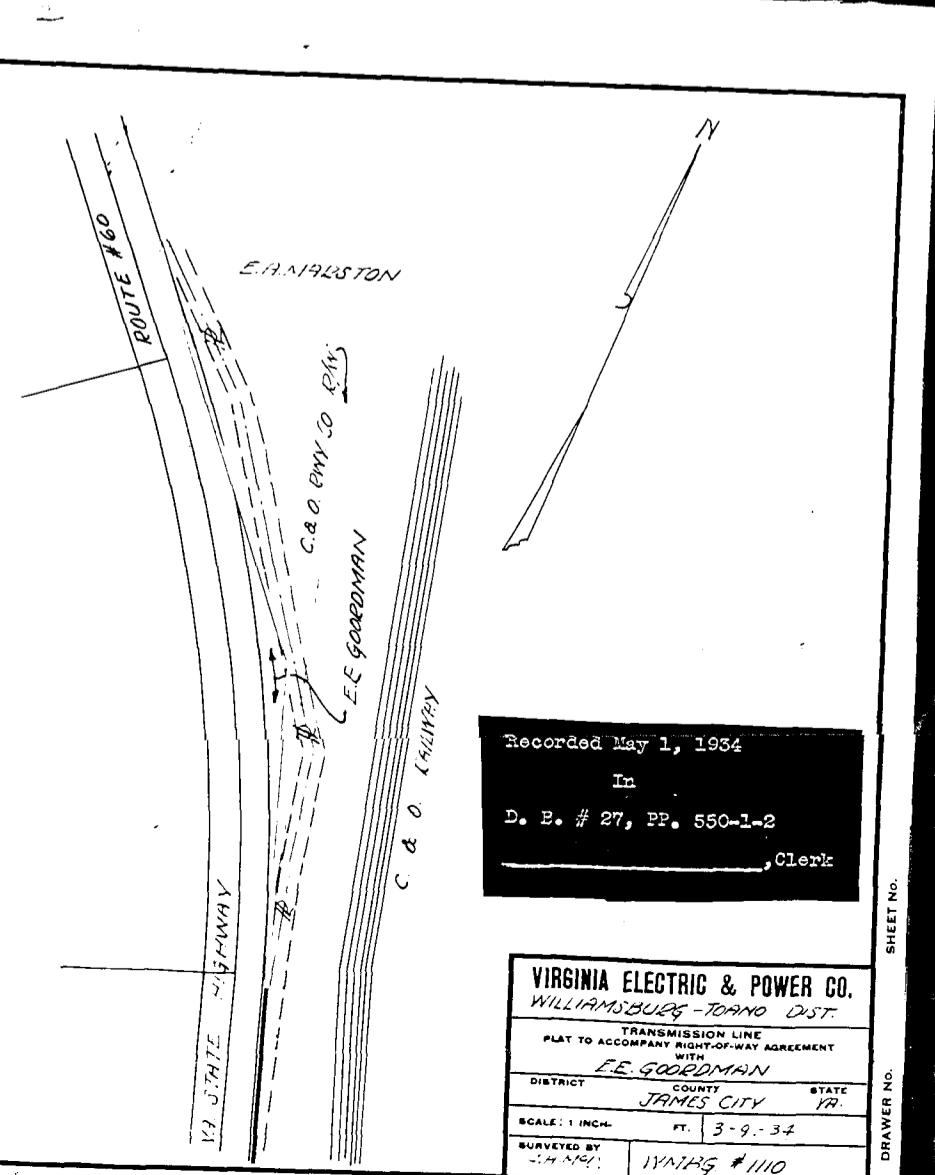 N
ROUTE #60
E.A. MARSTON
C. & O. RWY CO R/W
E.E GOORDMAN
C. & O. RAILWAY
VA STATE HIGHWAY
Recorded May 1, 1934
In
D. B. # 27, PP. 550-1-2
,Clerk
SHEET No.
DRAWER No.
VIRGINIA ELECTRIC & POWER CO.
WILLIAMSBURG - TOANO DIST.
TRANSMISSION LINE
PLAT TO ACCOMPANY RIGHT-OF-WAY AGREEMENT
WITH
E.E. GOORDMAN
DISTRICT COUNTY STATE
JAMES CITY VA.
SCALE: 1 INCH- FT. 3-9-34
SURVEYED BY
WMBG #1110